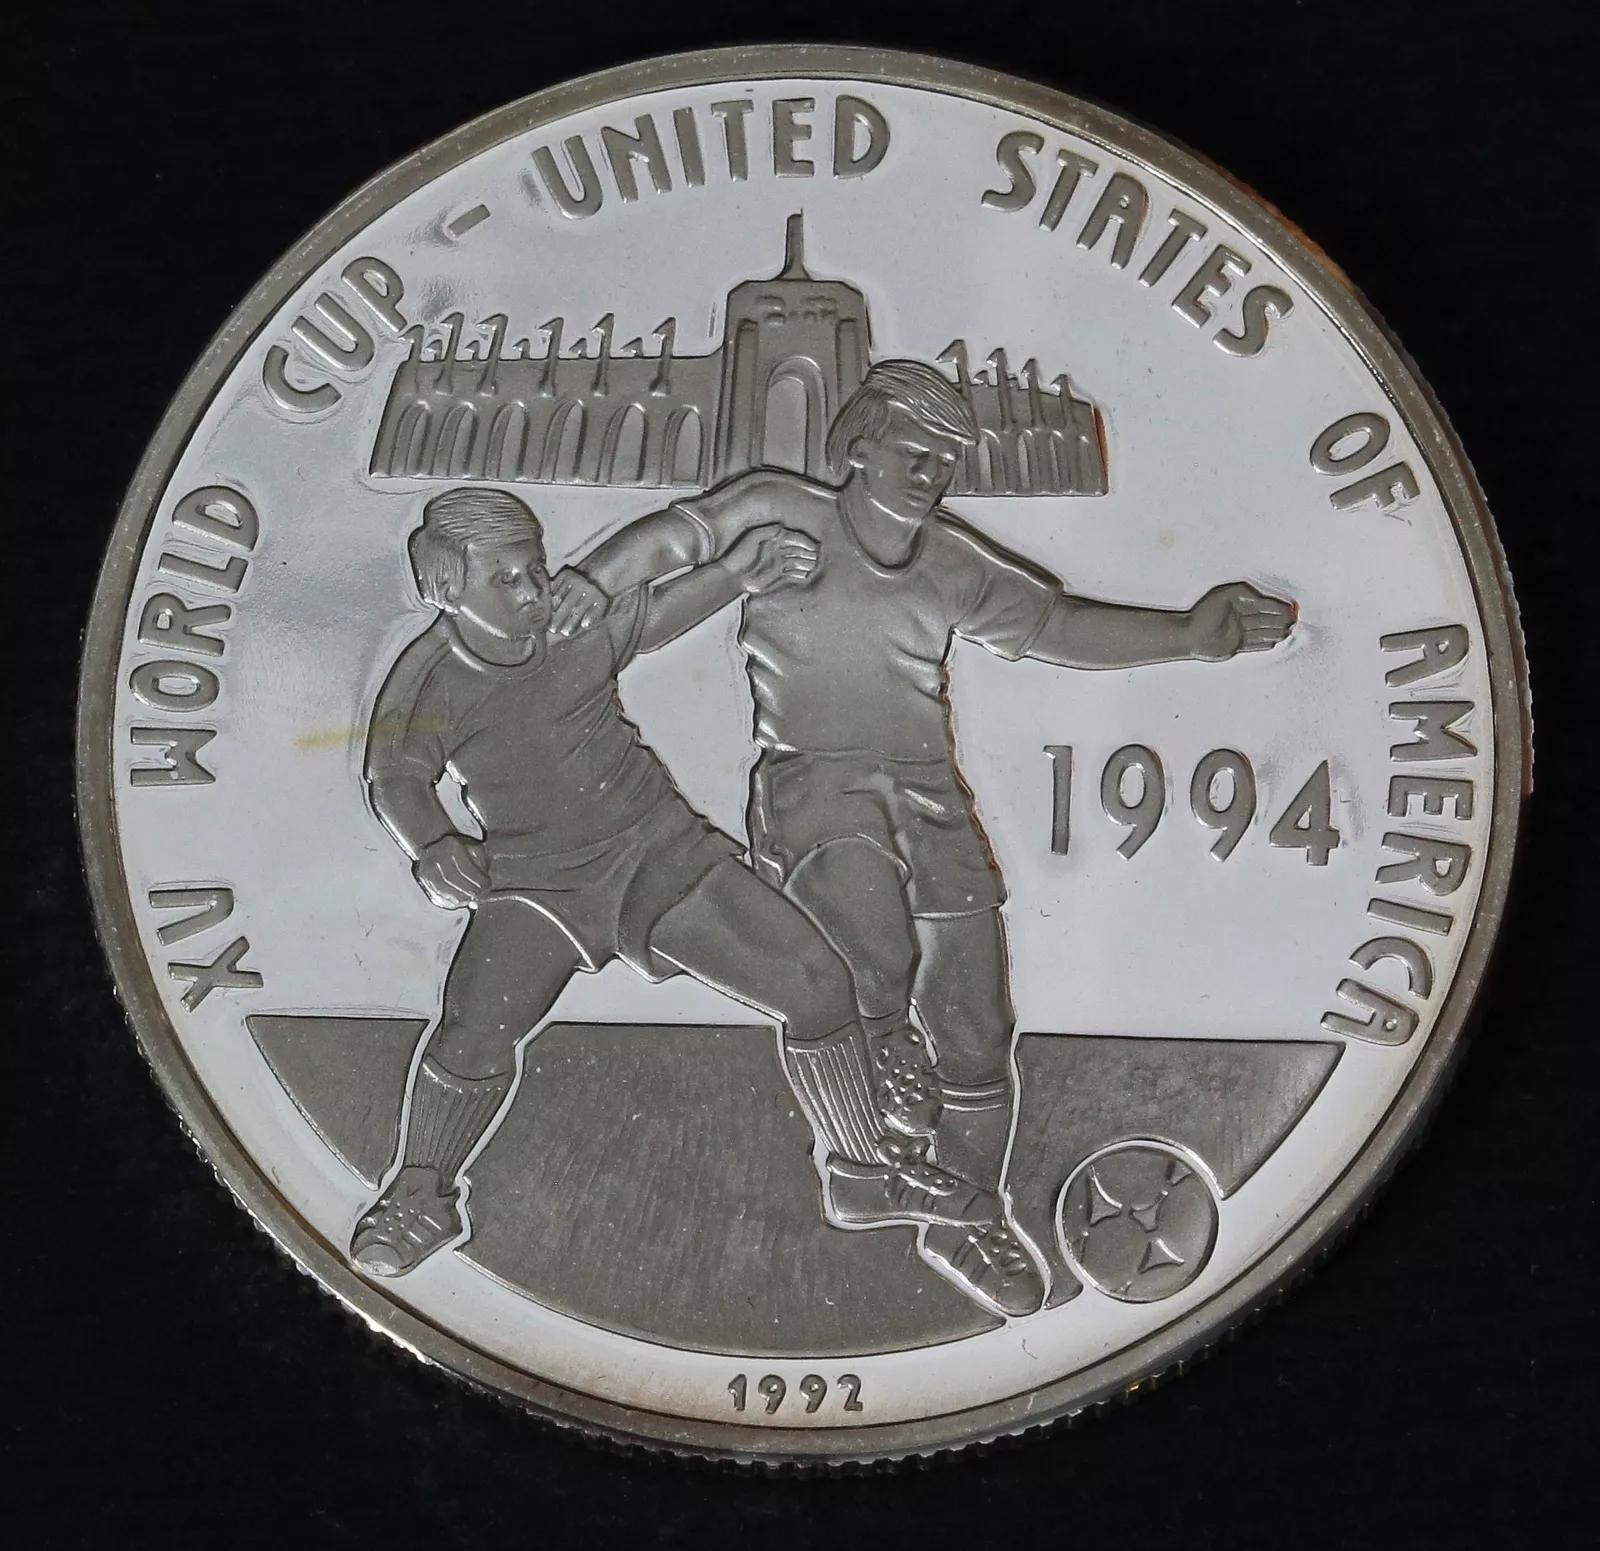 XV WORLD CUP - UNITED STATES OF AMERICA
1994
1992